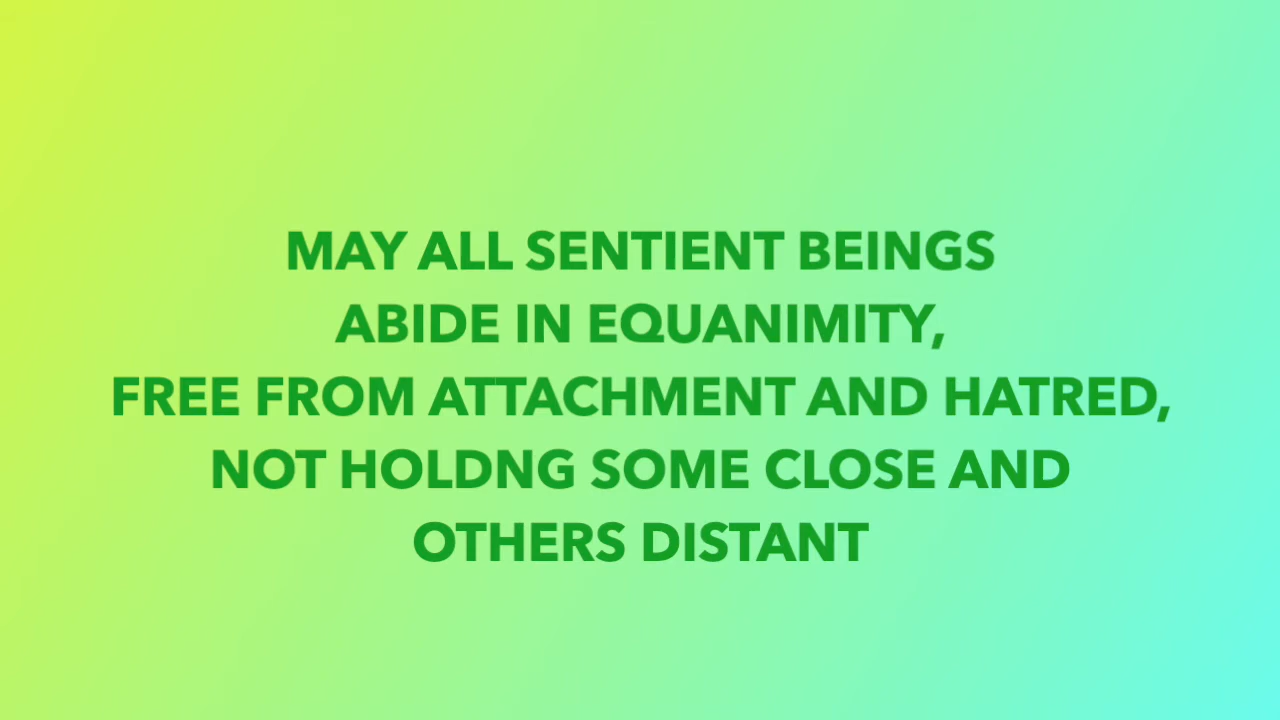 MAY ALL SENTIENT BEINGS
ABIDE IN EQUANIMITY,
FREE FROM ATTACHMENT AND HATRED,
NOT HOLDNG SOME CLOSE AND
OTHERS DISTANT